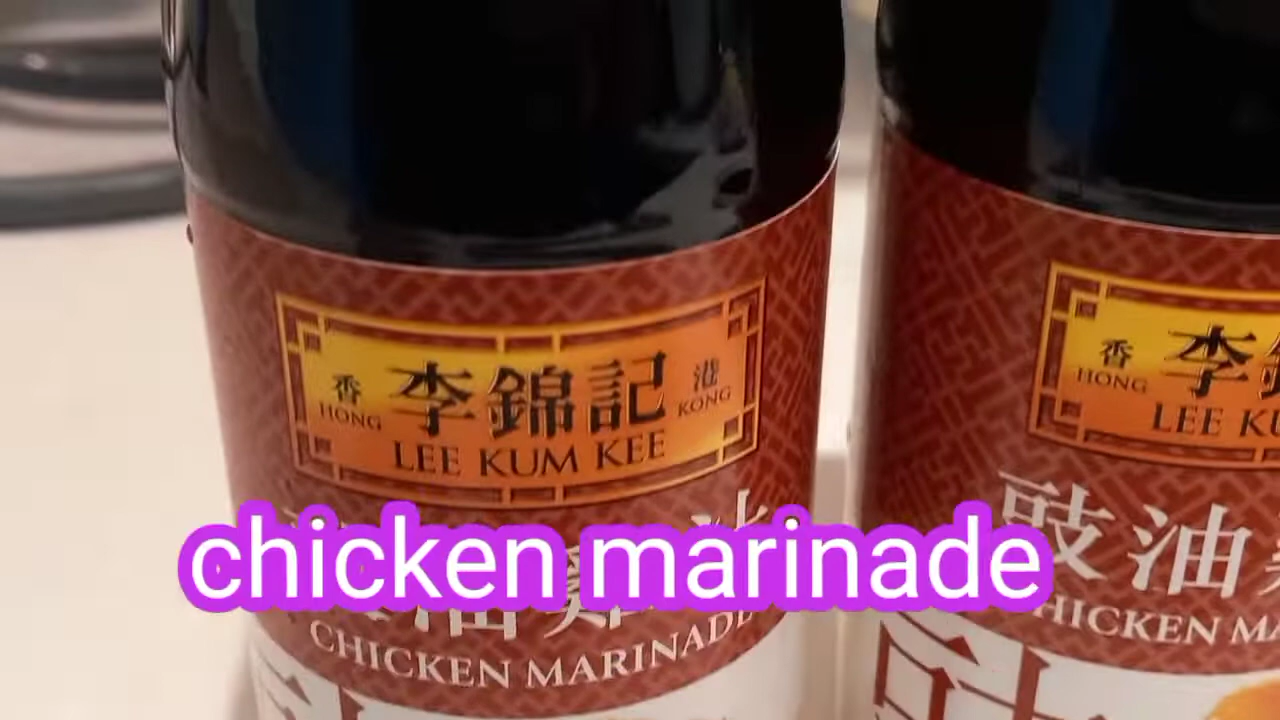 香 李錦記 港
HONG KONG
LEE KUM KEE
chicken marinade
CHICKEN MARINADE
香 李
HONG
LEE KU
豉油
CHICKEN MA